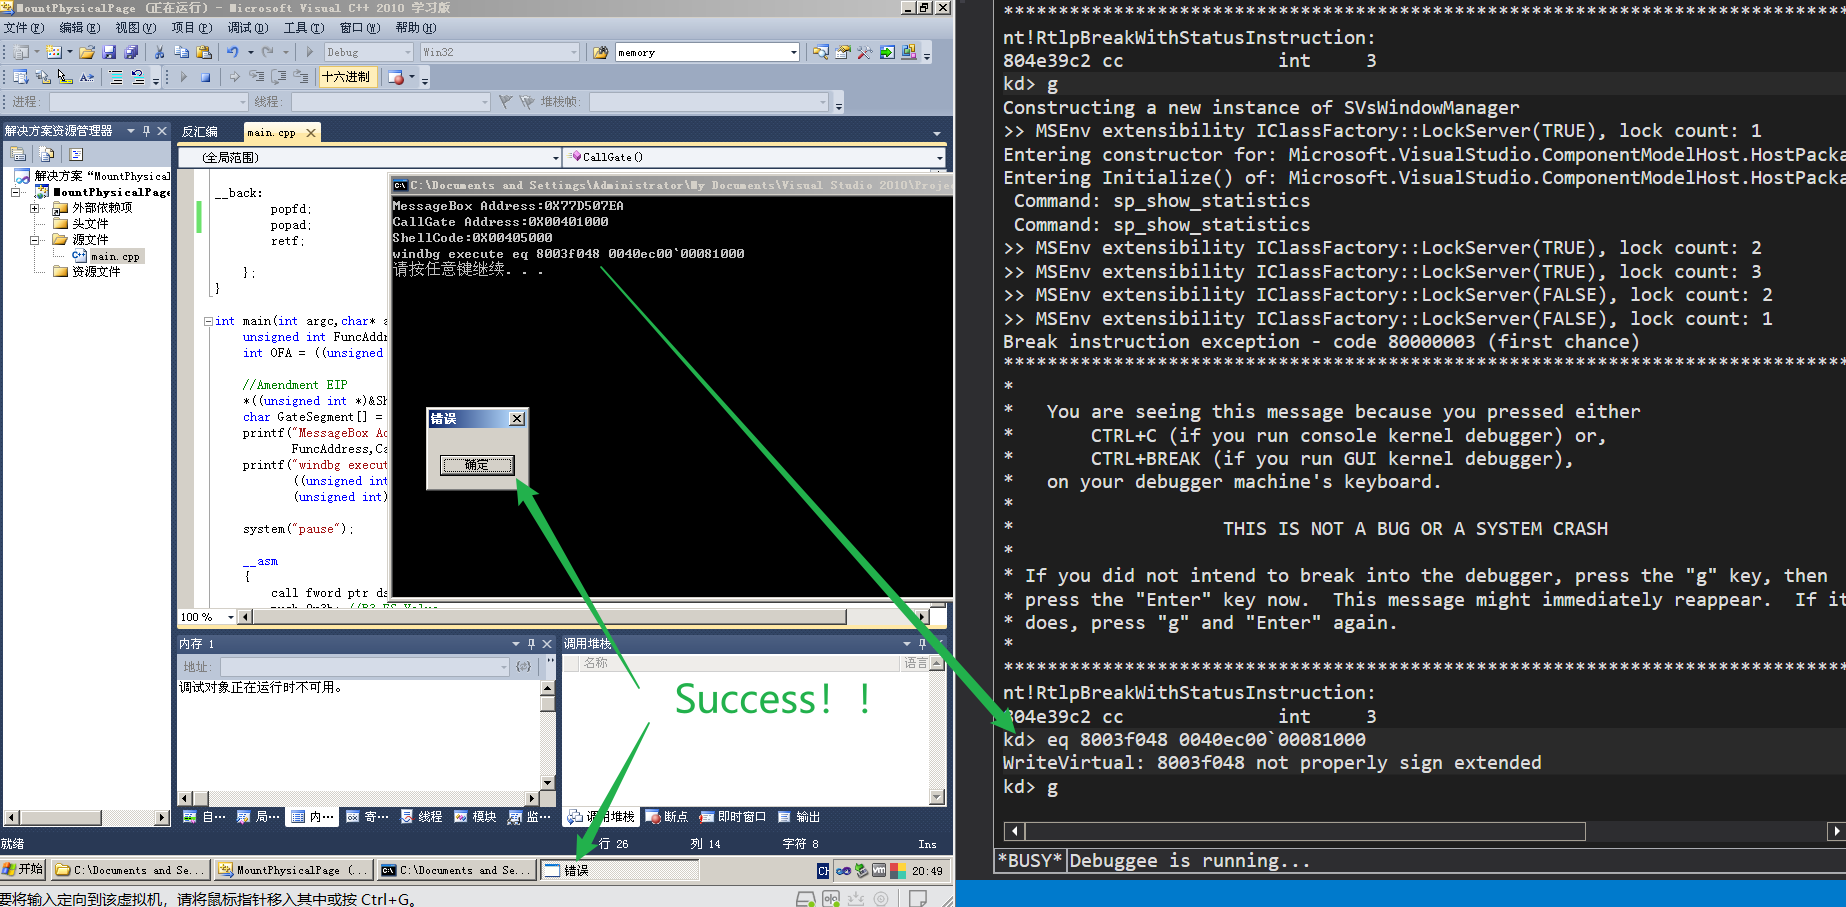 MountPhysicalPage (正在运行) - Microsoft Visual C++ 2010 学习版
文件(F) 编辑(E) 视图(V) 项目(P) 调试(D) 工具(T) 窗口(W) 帮助(H)
Debug Win32 memory
十六进制
进程: 线程: 堆栈帧:
解决方案资源管理器
解决方案 "MountPhysical
MountPhysicalPage
外部依赖项
头文件
源文件
main.cpp
资源文件
反汇编 main.cpp
(全局范围) CallGate()
__back:
popfd;
popad;
retf;
};
}
int main(int argc,char* a
unsigned int FuncAddr
int OFA = ((unsigned
//Amendment EIP
*((unsigned int *)&Sh
char GateSegment[] =
printf("MessageBox Ad
FuncAddress,Ca
printf("windbg execut
((unsigned int
(unsigned int)
system("pause");
__asm
{
call fword ptr ds
100 %
C:\Documents and Settings\Administrator\My Documents\Visual Studio 2010\Proje
MessageBox Address:0X77D507EA
CallGate Address:0X00401000
ShellCode:0X00405000
windbg execute eq 8003f048 0040ec00`00081000
请按任意键继续. . .
错误
确定
Success！！
内存 1
地址:
调试对象正在运行时不可用。
调用堆栈
名称 语言
自… 局… 内… 寄… 线程 模块 监…
调用堆栈 断点 即时窗口 输出
就绪 行 26 列 14 字符 8 Ins
开始 C:\Documents and Se... MountPhysicalPage (... C:\Documents and Se... 错误 CH 20:49
要将输入定向到该虚拟机，请将鼠标指针移入其中或按 Ctrl+G。
******************************************************************************
nt!RtlpBreakWithStatusInstruction:
804e39c2 cc int 3
kd> g
Constructing a new instance of SVsWindowManager
>> MSEnv extensibility IClassFactory::LockServer(TRUE), lock count: 1
Entering constructor for: Microsoft.VisualStudio.ComponentModelHost.HostPacka
Entering Initialize() of: Microsoft.VisualStudio.ComponentModelHost.HostPacka
Command: sp_show_statistics
Command: sp_show_statistics
>> MSEnv extensibility IClassFactory::LockServer(TRUE), lock count: 2
>> MSEnv extensibility IClassFactory::LockServer(TRUE), lock count: 3
>> MSEnv extensibility IClassFactory::LockServer(FALSE), lock count: 2
>> MSEnv extensibility IClassFactory::LockServer(FALSE), lock count: 1
Break instruction exception - code 80000003 (first chance)
******************************************************************************
*
* You are seeing this message because you pressed either
* CTRL+C (if you run console kernel debugger) or,
* CTRL+BREAK (if you run GUI kernel debugger),
* on your debugger machine's keyboard.
*
* THIS IS NOT A BUG OR A SYSTEM CRASH
*
* If you did not intend to break into the debugger, press the "g" key, then
* press the "Enter" key now. This message might immediately reappear. If it
* does, press "g" and "Enter" again.
*
******************************************************************************
nt!RtlpBreakWithStatusInstruction:
804e39c2 cc int 3
kd> eq 8003f048 0040ec00`00081000
WriteVirtual: 8003f048 not properly sign extended
kd> g
*BUSY* Debuggee is running...